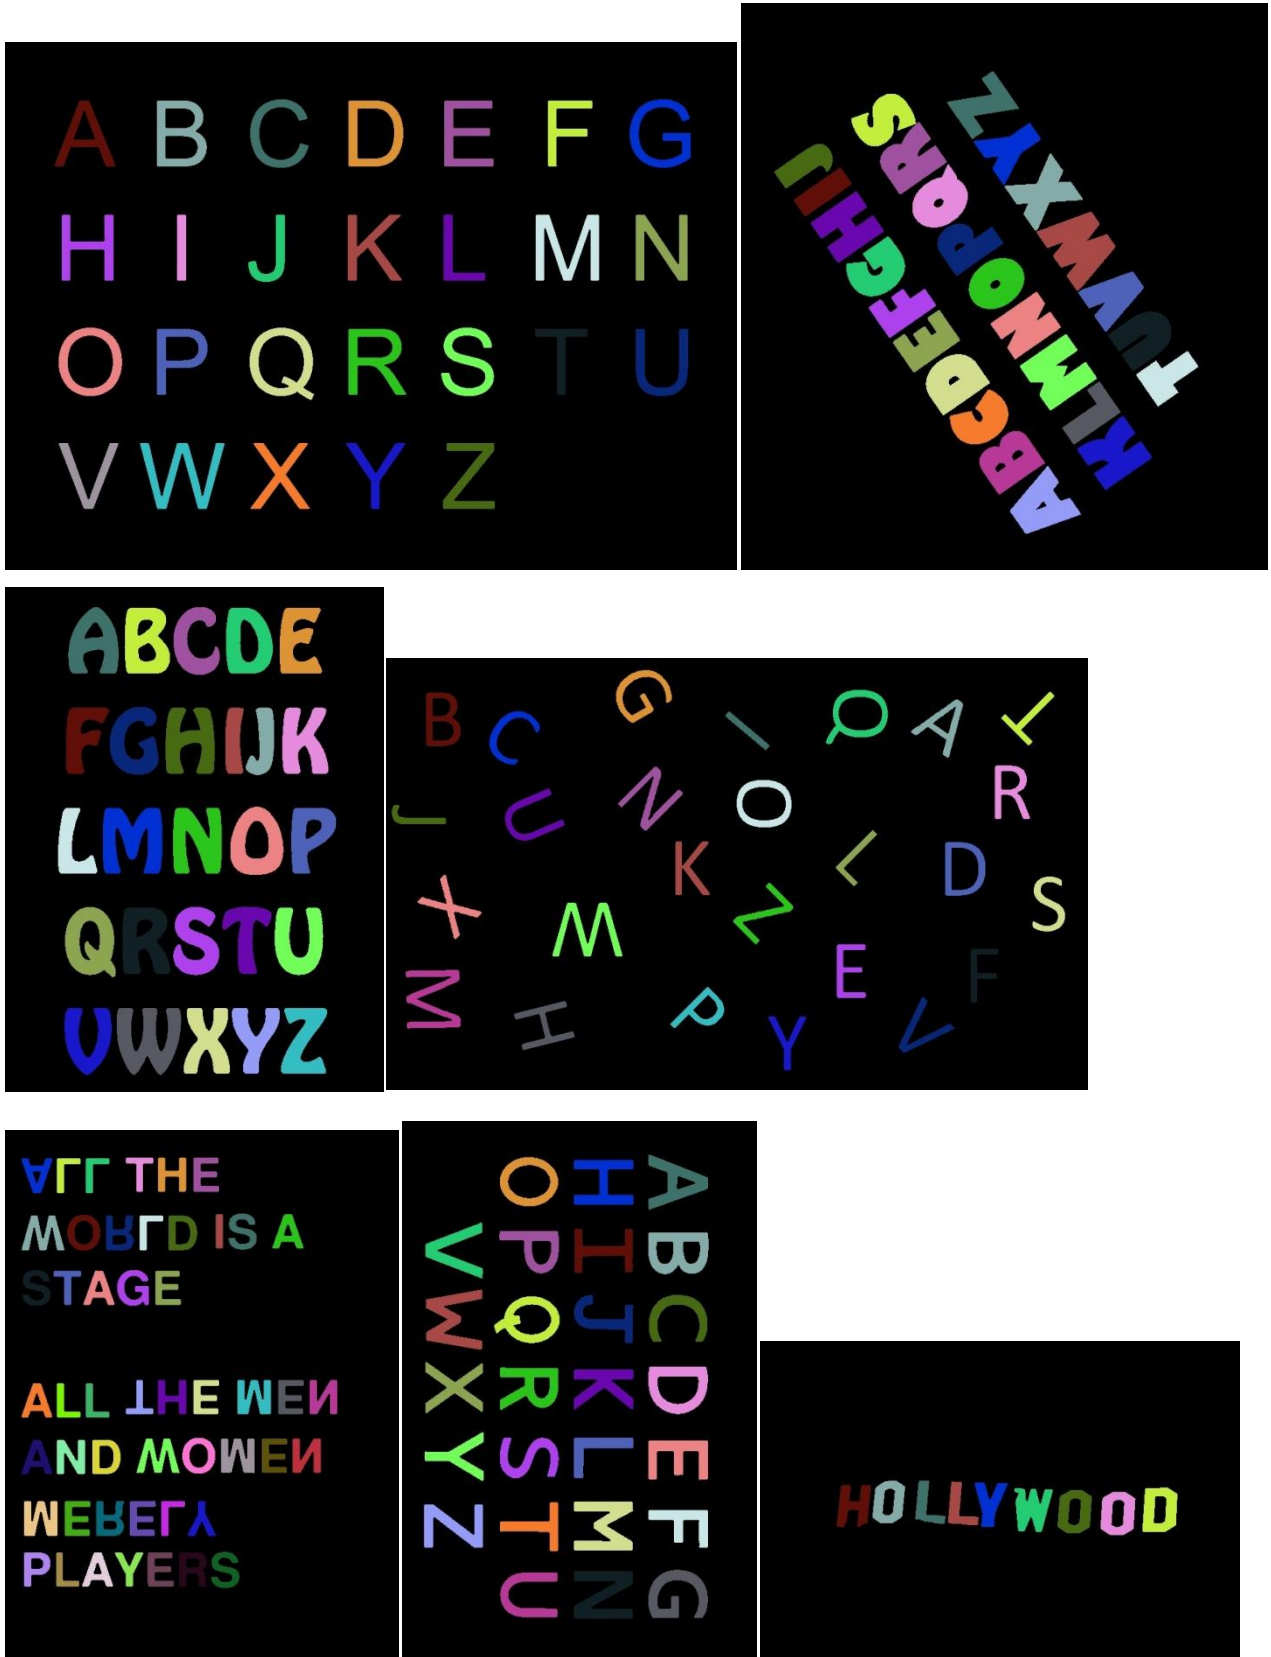 A B C D E F G
H I J K L M N
O P Q R S T U
V W X Y Z
ABCDEFGHIJ
KLMNOPQRS
TUVWXYZ
ABCDE
FGHIJK
LMNOP
QRSTU
VWXYZ
B C G I Q A T
J U N O R
X W K Z L D S
M H P Y E V F
ALL THE
WORLD IS A
STAGE
ALL THE MEN
AND WOMEN
MERELY
PLAYERS
ABCDEFG
HIJKLMN
OPQRSTU
VWXYZ
HOLLYWOOD